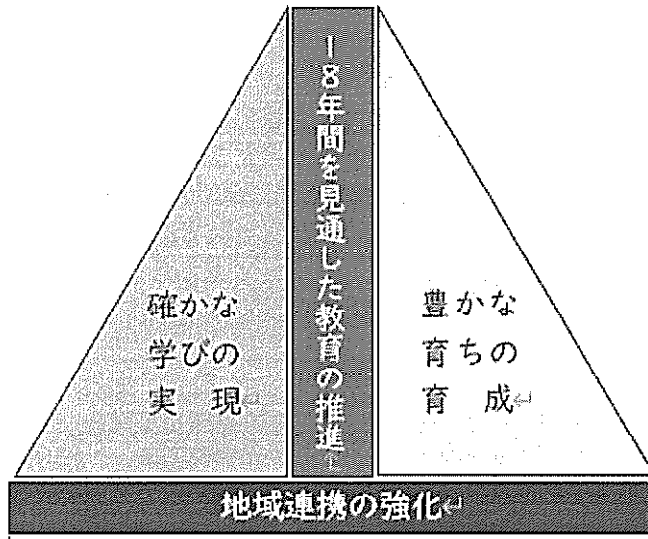 18年間を見通した教育の推進
確かな
学びの
実　現
豊かな
育ちの
育　成
地域連携の強化